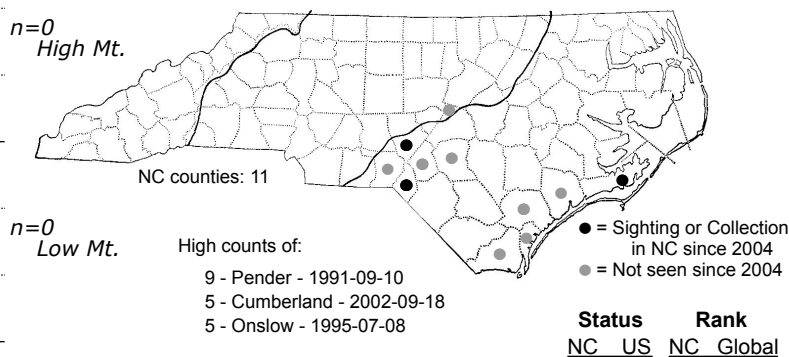 n=0
High Mt.
NC counties: 11
n=0
Low Mt.
High counts of:
9 - Pender - 1991-09-10
5 - Cumberland - 2002-09-18
5 - Onslow - 1995-07-08
= Sighting or Collection
in NC since 2004
= Not seen since 2004
Status Rank
NC US NC Global